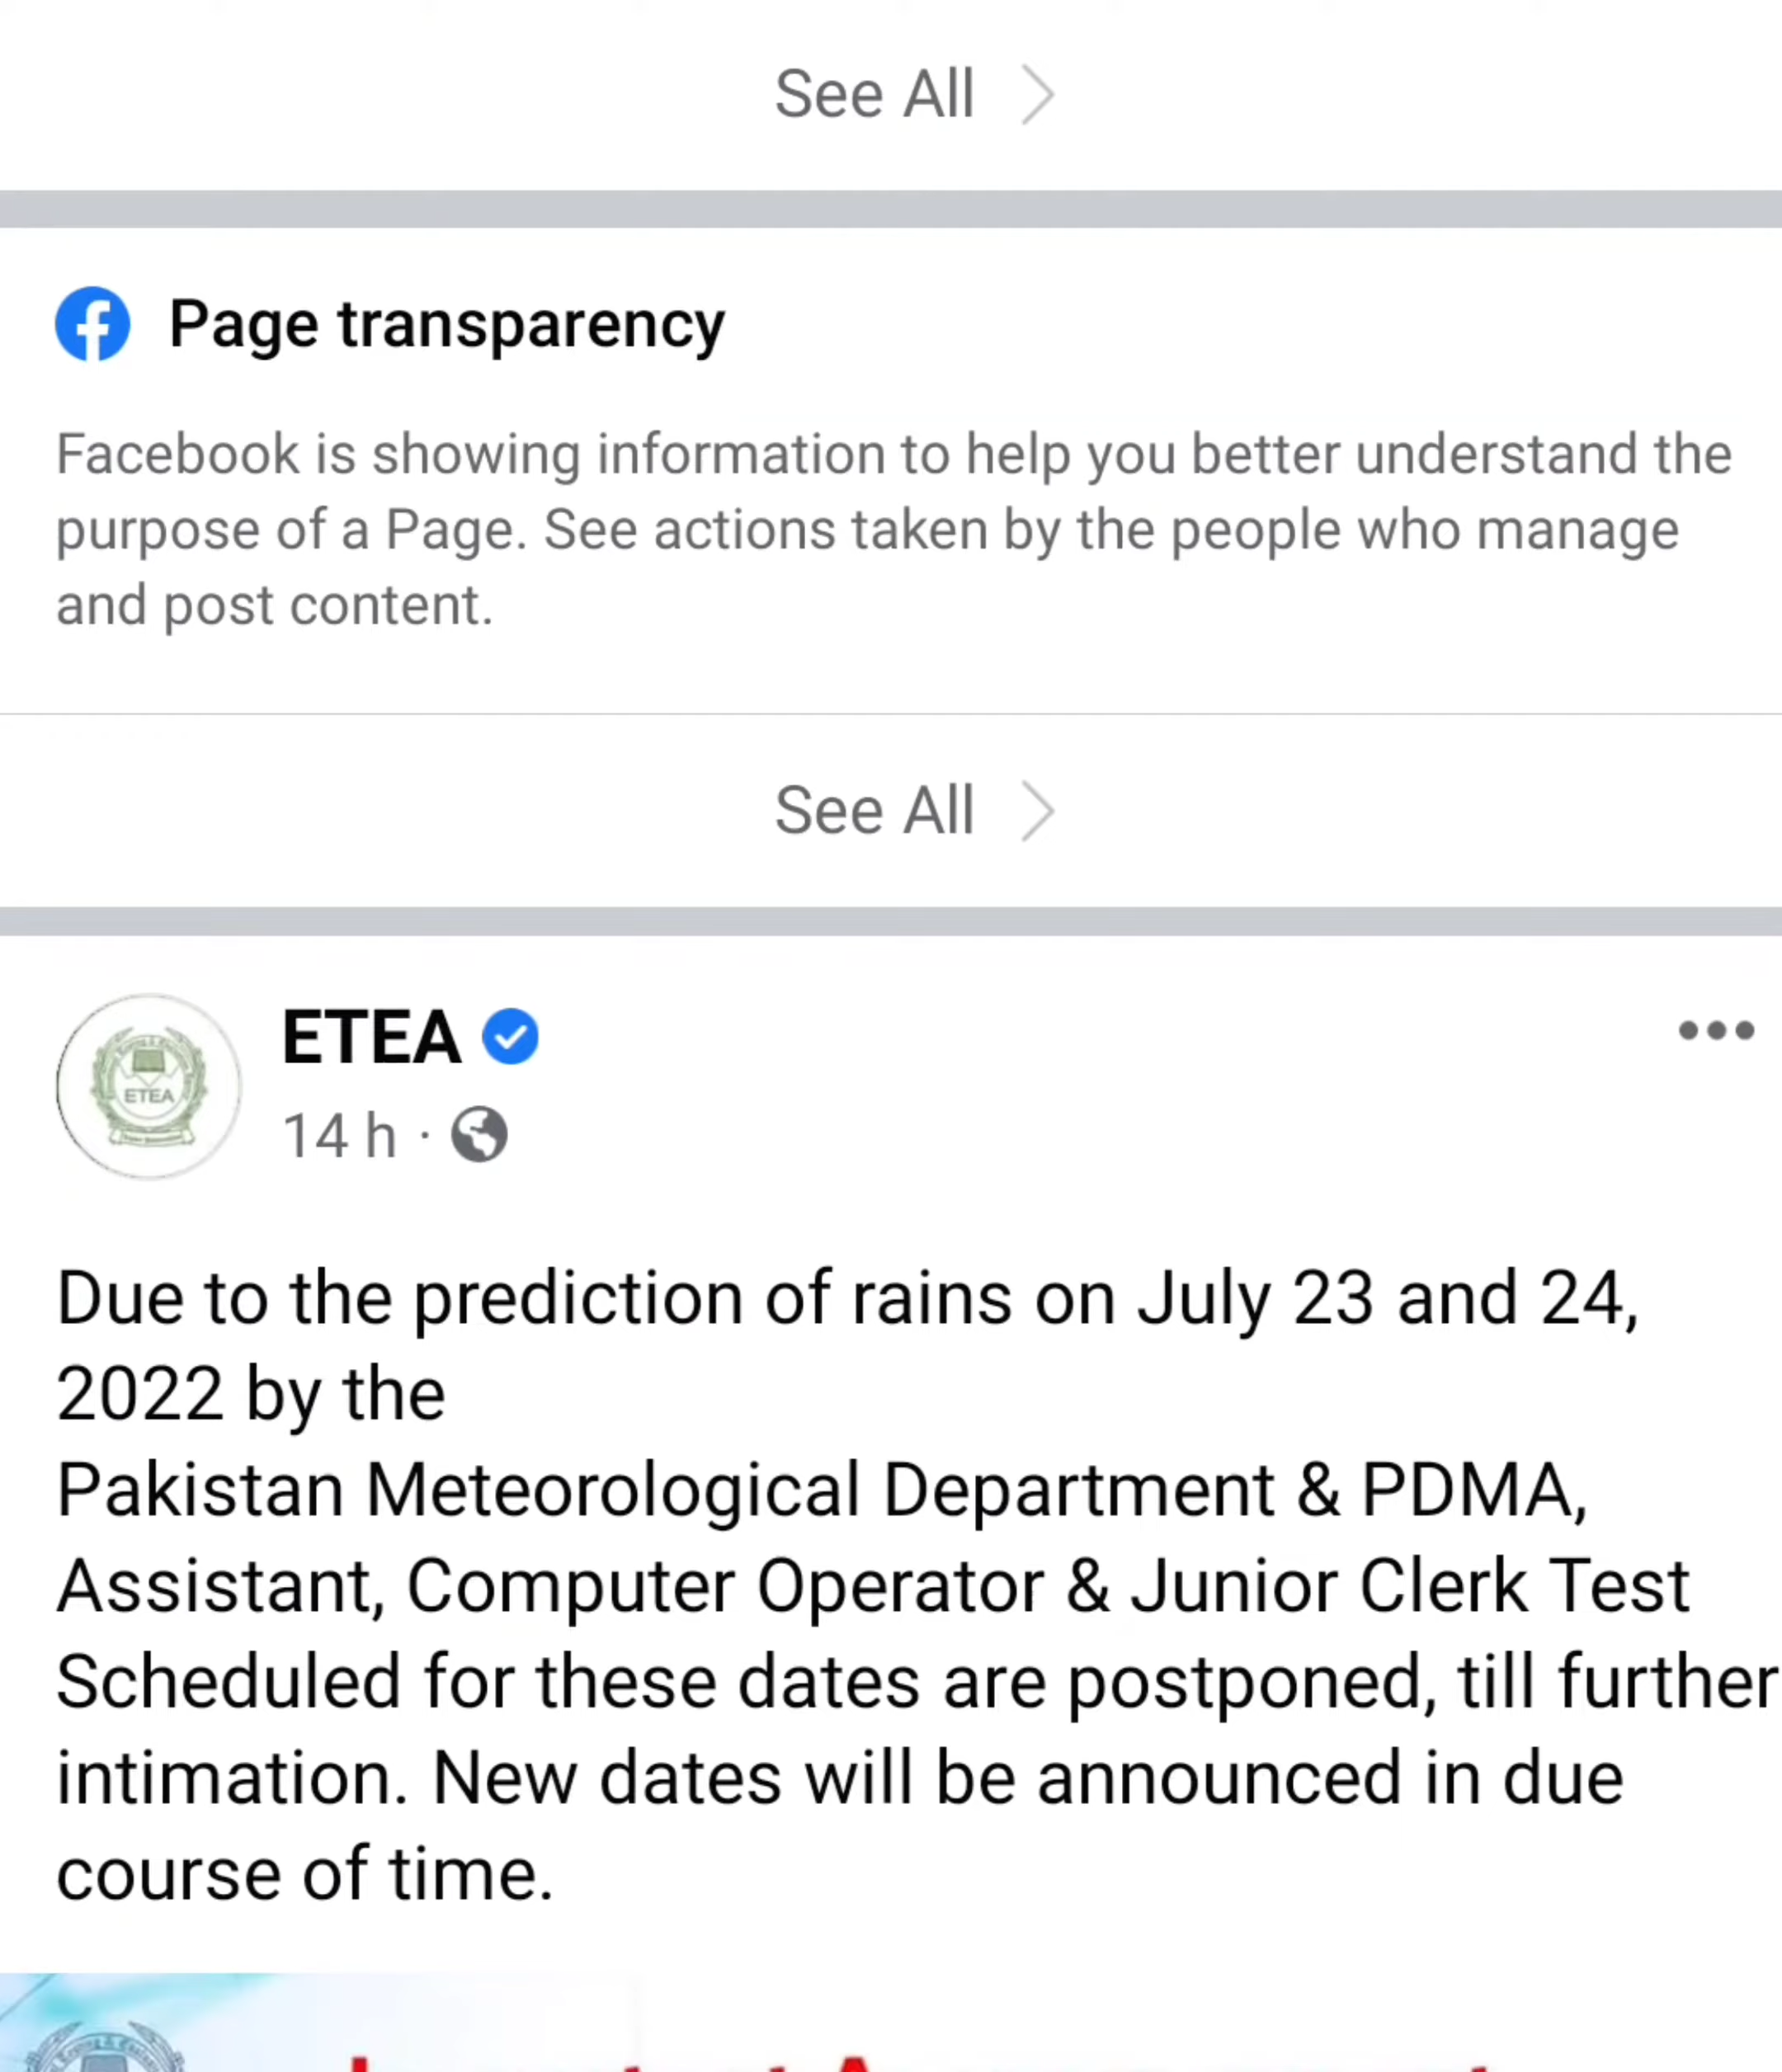 See All
Page transparency
Facebook is showing information to help you better understand the
purpose of a Page. See actions taken by the people who manage
and post content.
See All
ETEA
ETEA
14 h ·
Due to the prediction of rains on July 23 and 24,
2022 by the
Pakistan Meteorological Department & PDMA,
Assistant, Computer Operator & Junior Clerk Test
Scheduled for these dates are postponed, till further
intimation. New dates will be announced in due
course of time.